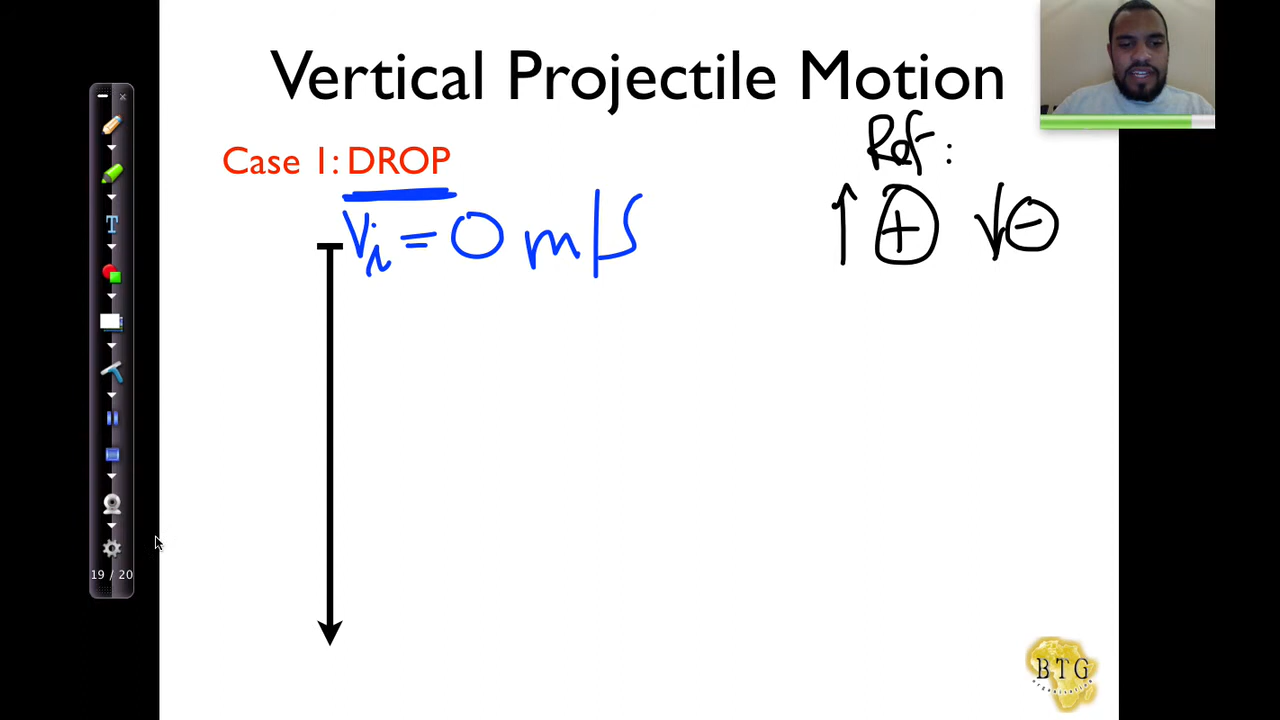 Vertical Projectile Motion
Case 1: DROP
Ref:
Vi = 0 m/s
↑ + ↓ -
19 / 20
BTG